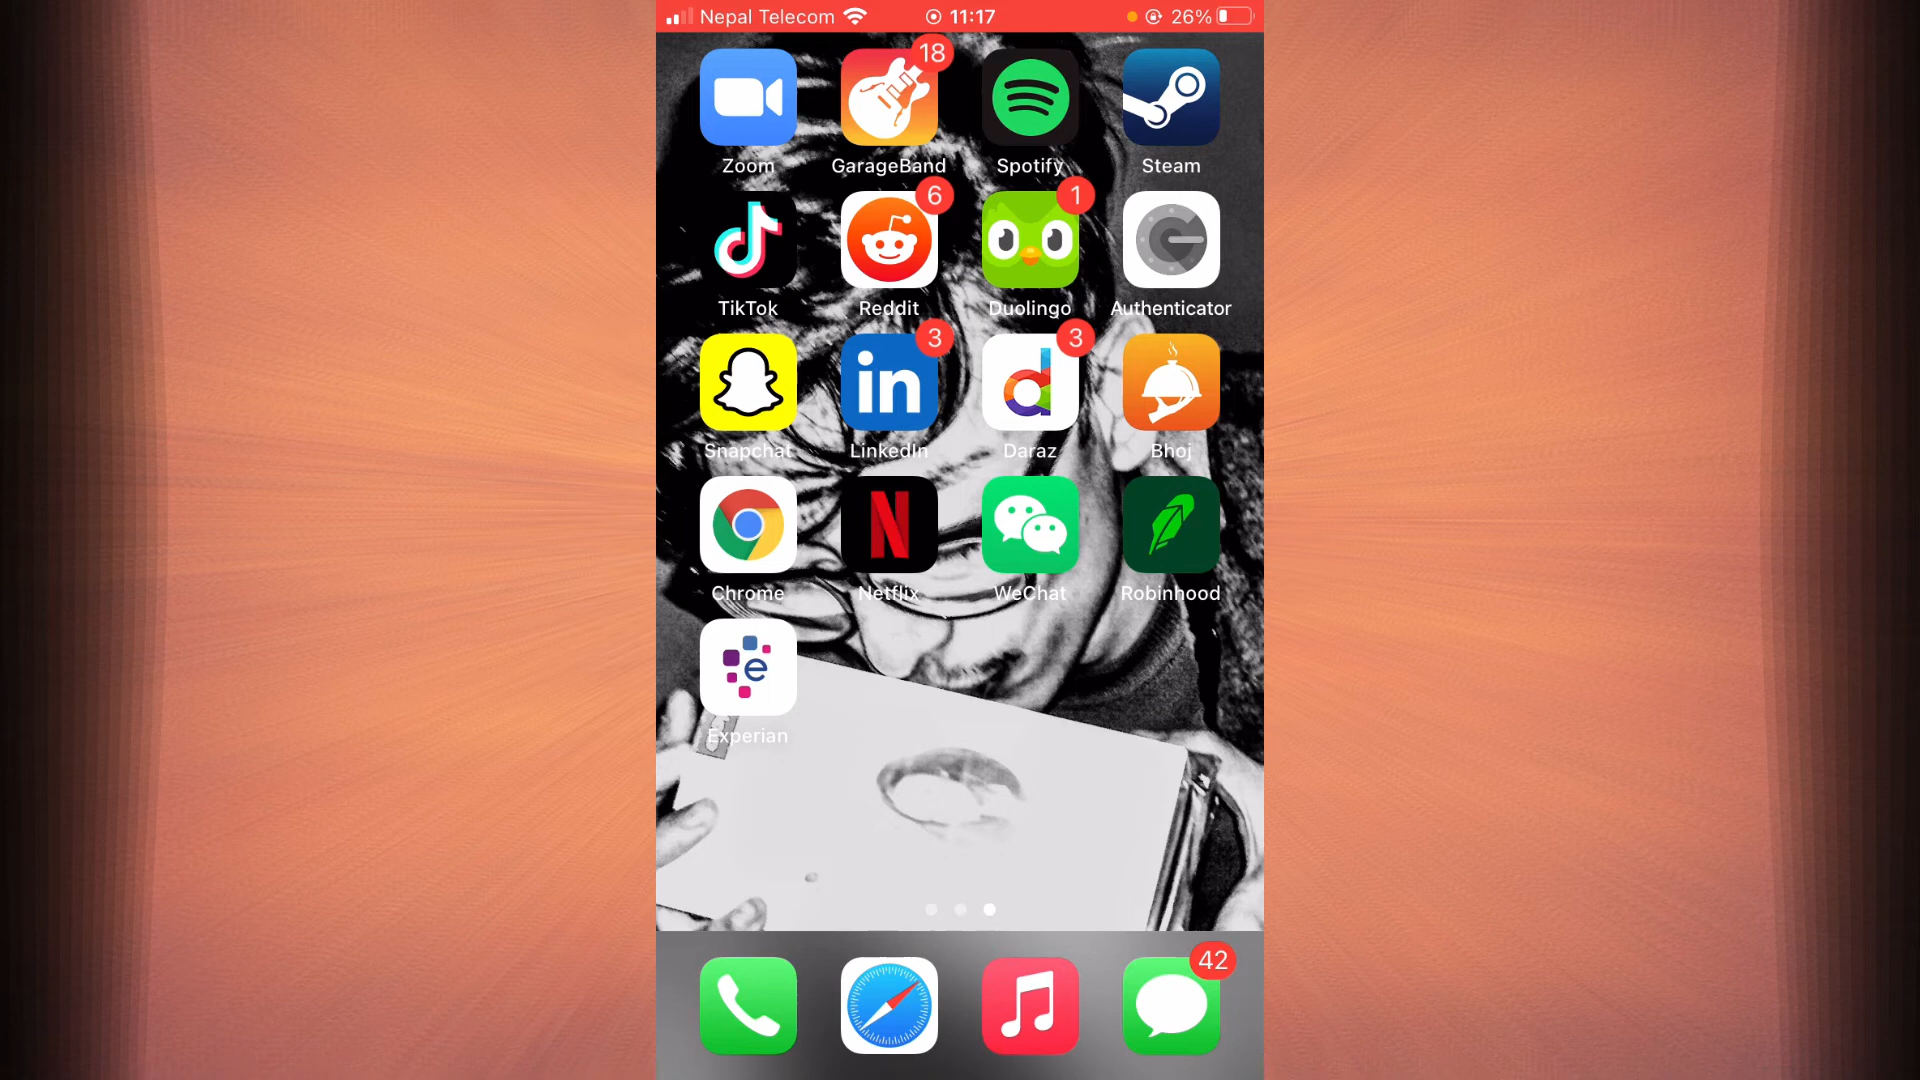 Nepal Telecom 11:17 26%
18
Zoom GarageBand Spotify Steam
6 1
TikTok Reddit Duolingo Authenticator
3 3
in
Snapchat LinkedIn Daraz Bhoj
N
Chrome Netflix WeChat Robinhood
e
Experian
42